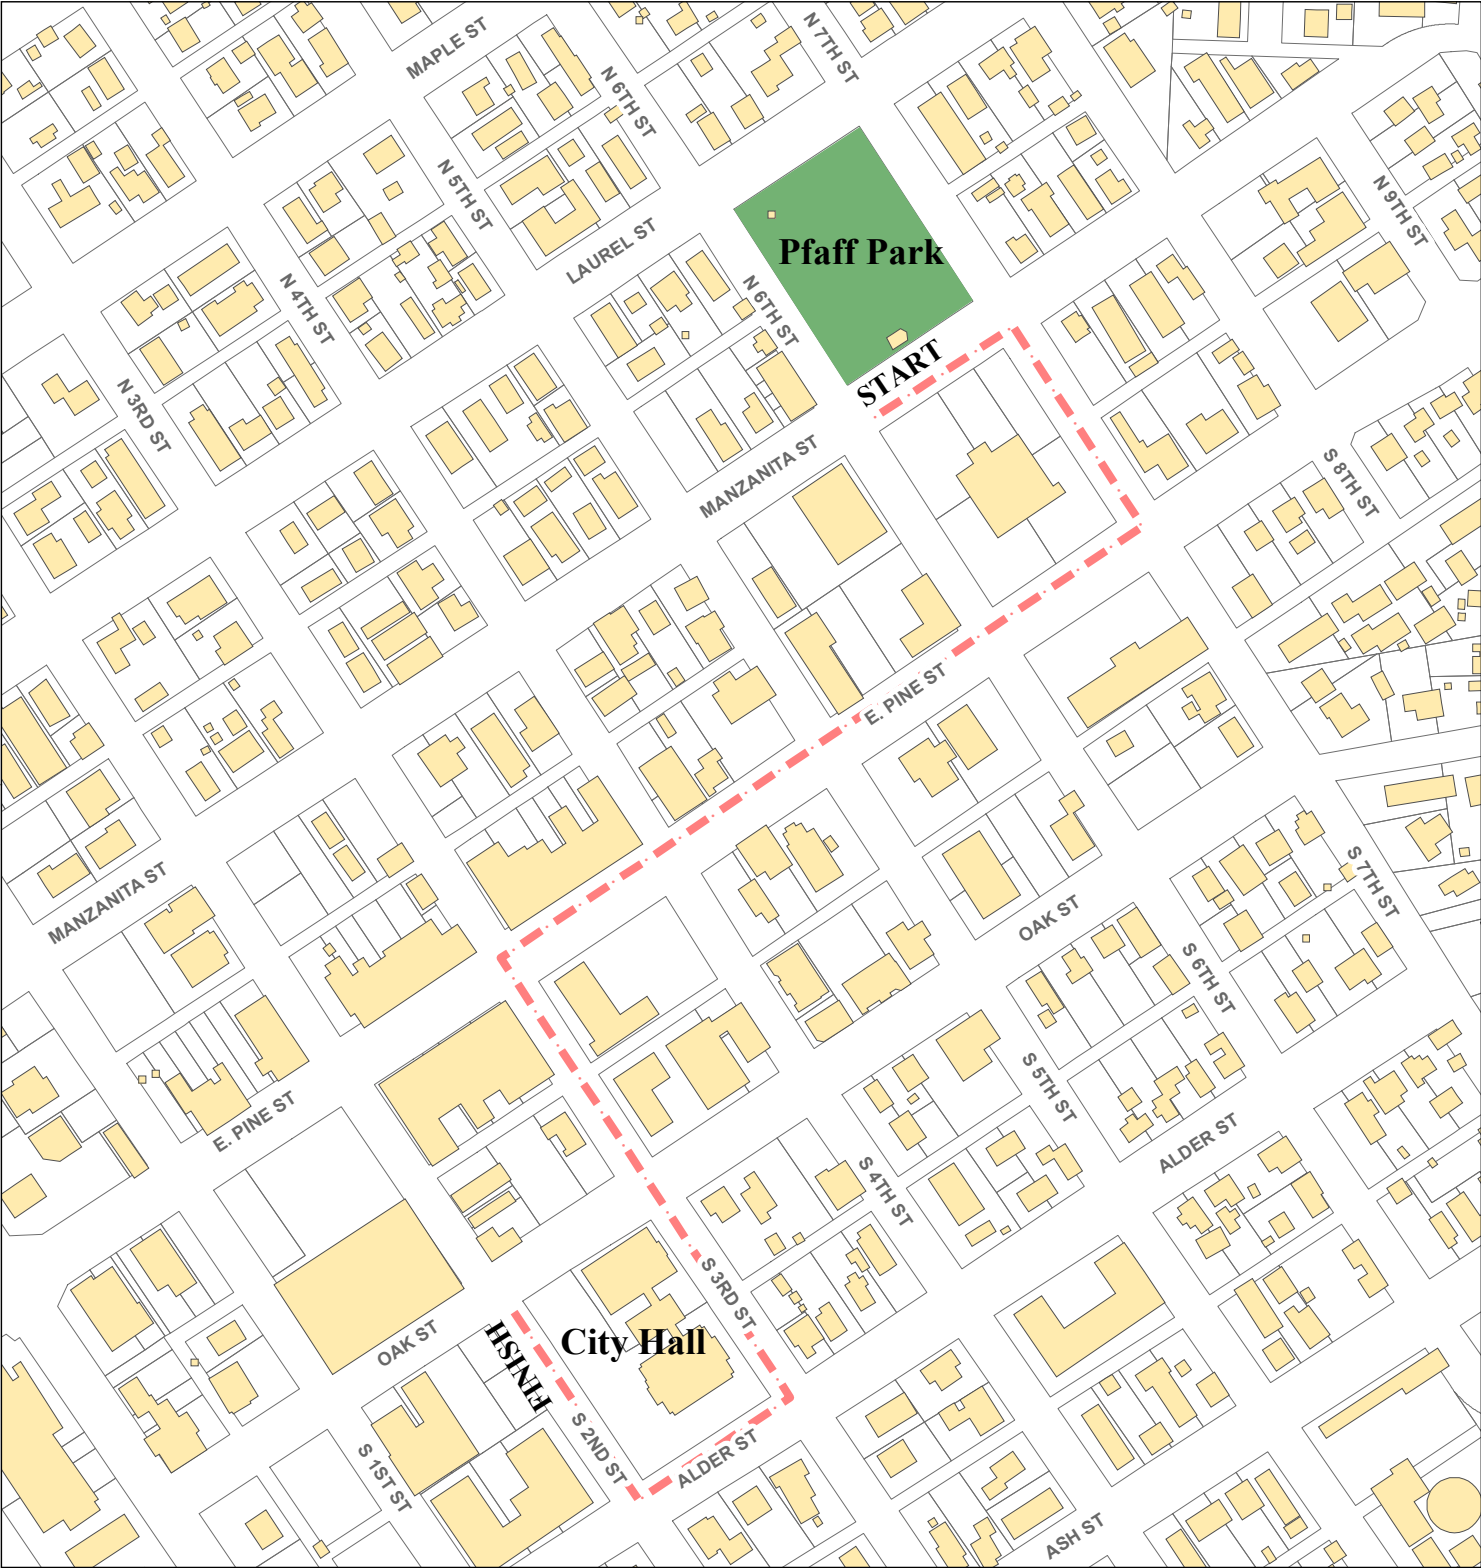 MAPLE ST
N 7TH ST
N 6TH ST
N 5TH ST
N 9TH ST
LAUREL ST
Pfaff Park
N 4TH ST
N 6TH ST
START
N 3RD ST
MANZANITA ST
S 8TH ST
E. PINE ST
MANZANITA ST
S 7TH ST
OAK ST
S 6TH ST
E. PINE ST
S 5TH ST
ALDER ST
S 4TH ST
S 3RD ST
OAK ST
City Hall
FINISH
S 2ND ST
ALDER ST
S 1ST ST
ASH ST